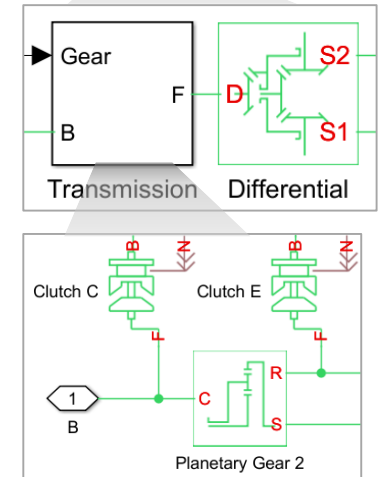 Gear
S2
F
D
B
S1
Transmission
Differential
B
N
B
N
Clutch C
Clutch E
F
F
R
1
C
B
S
Planetary Gear 2